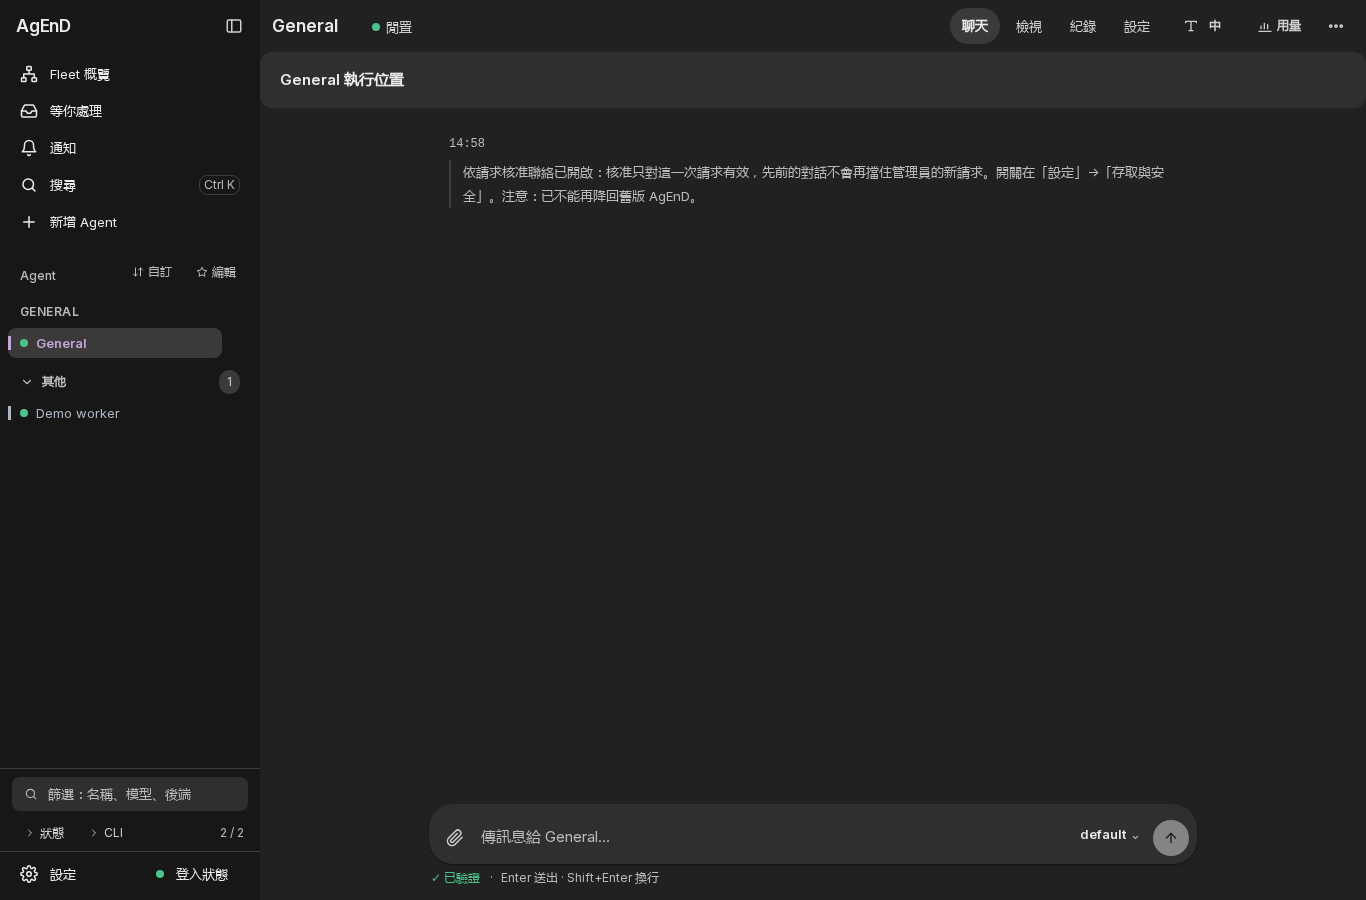 AgEnD
General
閒置
聊天
檢視
紀錄
設定
中
用量
Fleet 概覽
等你處理
通知
搜尋
Ctrl K
新增 Agent
Agent
自訂
編輯
GENERAL
General
其他
1
Demo worker
General 執行位置
14:58
依請求核准聯絡已開啟：核准只對這一次請求有效，先前的對話不會再擋住管理員的新請求。開關在「設定」→「存取與安
全」。注意：已不能再降回舊版 AgEnD。
篩選：名稱、模型、後端
狀態
CLI
2 / 2
設定
登入狀態
傳訊息給 General…
default
✓ 已驗證 · Enter 送出 · Shift+Enter 換行